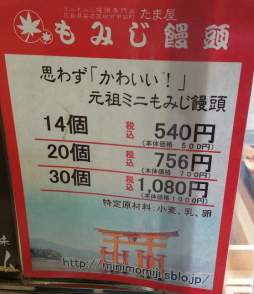 たま屋
もみじ饅頭
思わず「かわいい！」
元祖ミニもみじ饅頭
14個 税込 540円
(本体価格 500円)
20個 税込 756円
(本体価格 700円)
30個 税込 1,080円
(本体価格1000円)
特定原材料:小麦、乳、卵
http://minimomiji.sblo.jp/
味